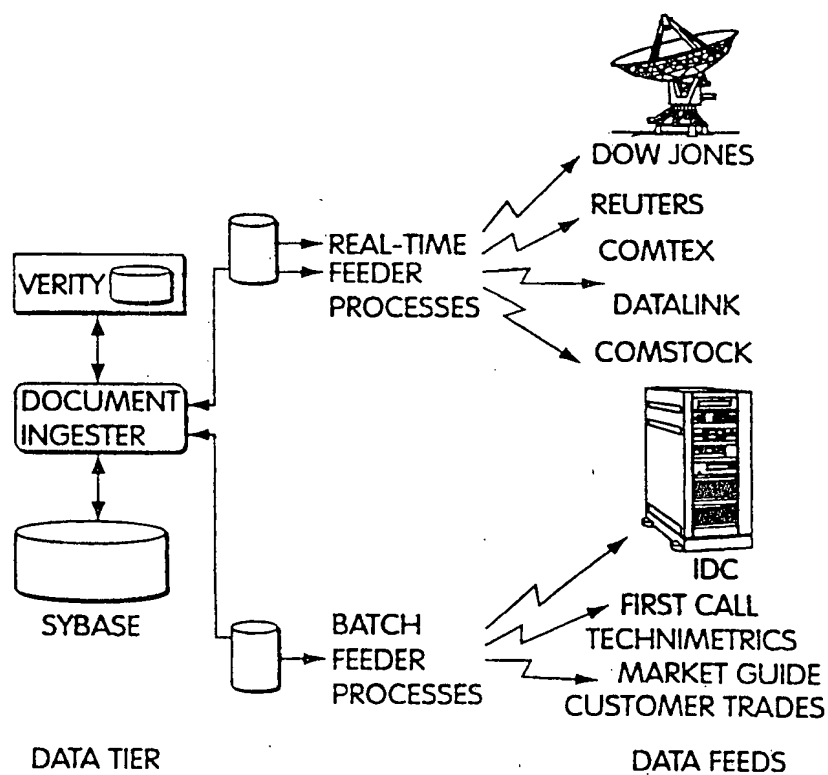 DOW JONES
REUTERS
COMTEX
DATALINK
COMSTOCK
REAL-TIME
FEEDER
PROCESSES
VERITY
DOCUMENT
INGESTER
SYBASE
IDC
FIRST CALL
TECHNIMETRICS
MARKET GUIDE
CUSTOMER TRADES
BATCH
FEEDER
PROCESSES
DATA TIER
DATA FEEDS